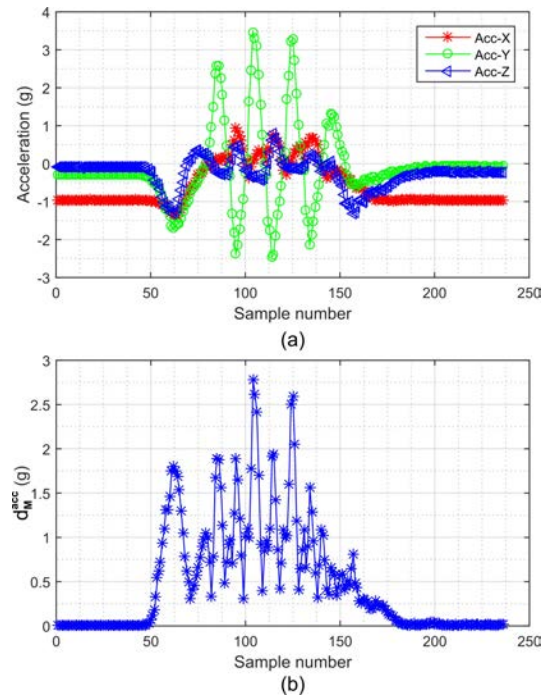 4
3
2
1
0
-1
-2
-3
Acceleration (g)
Acc-X
Acc-Y
Acc-Z
0 50 100 150 200 250
Sample number
(a)
3
2.5
2
1.5
1
0.5
0
d_M^acc (g)
0 50 100 150 200 250
Sample number
(b)